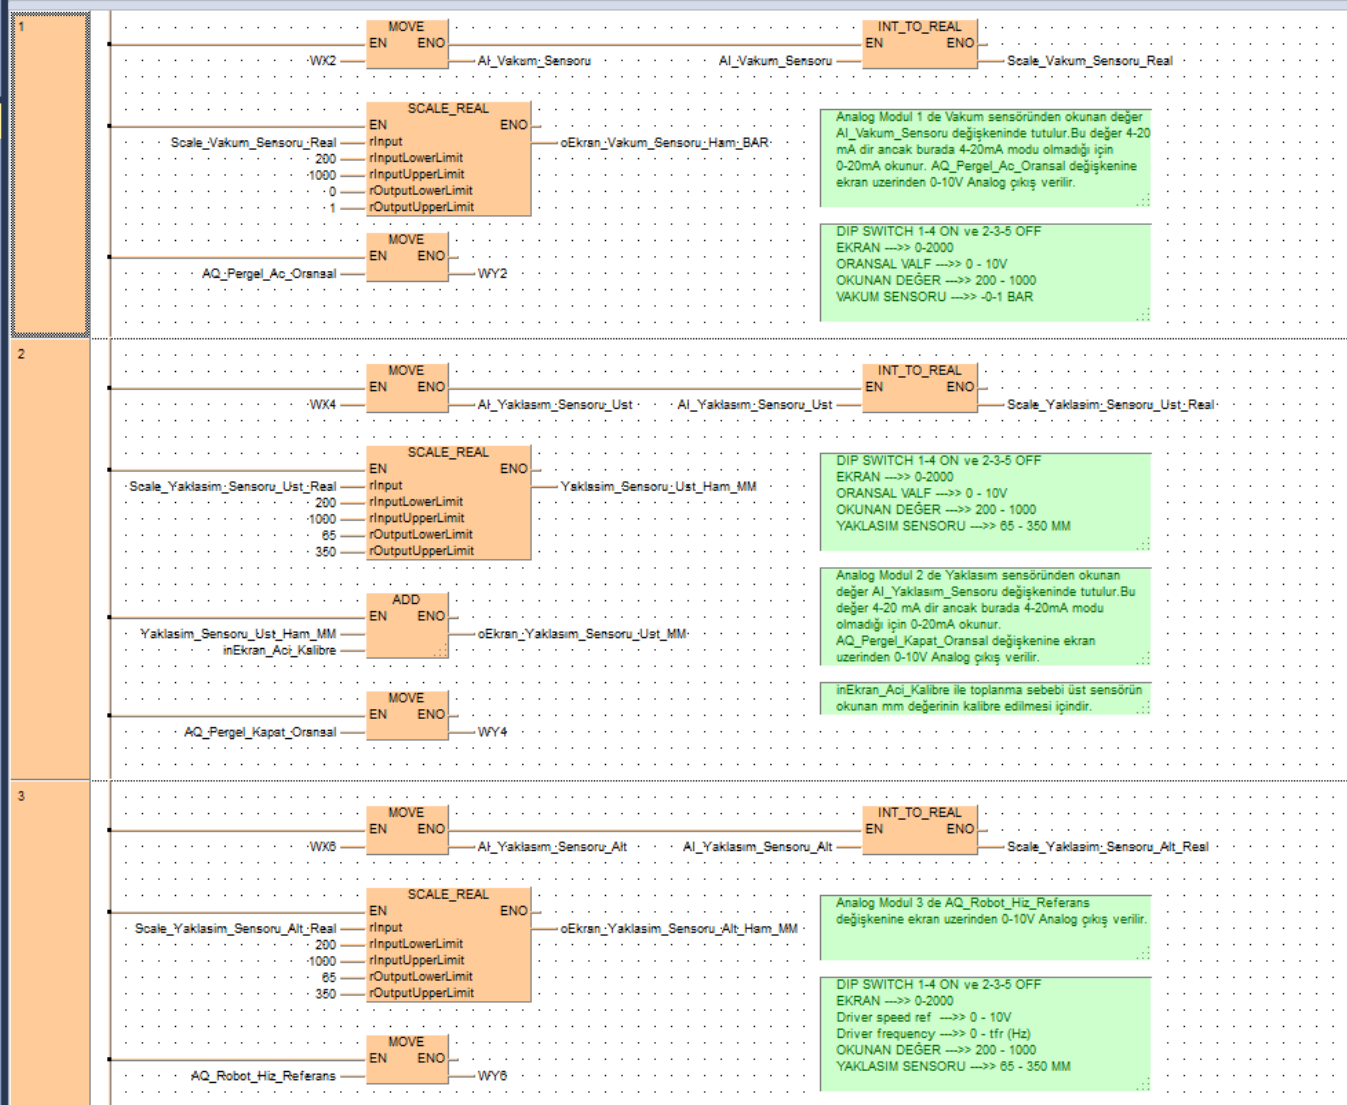 1
MOVE
EN ENO
WX2
AI_Vakum_Sensoru
INT_TO_REAL
EN ENO
AI_Vakum_Sensoru
Scale_Vakum_Sensoru_Real
SCALE_REAL
EN ENO
Scale_Vakum_Sensoru_Real rInput oEkran_Vakum_Sensoru_Ham_BAR
200 rInputLowerLimit
1000 rInputUpperLimit
0 rOutputLowerLimit
1 rOutputUpperLimit
Analog Modul 1 de Vakum sensöründen okunan değer
AI_Vakum_Sensoru değişkeninde tutulur.Bu değer 4-20
mA dir ancak burada 4-20mA modu olmadığı için
0-20mA okunur. AQ_Pergel_Ac_Oransal değişkenine
ekran uzerinden 0-10V Analog çıkış verilir.
MOVE
EN ENO
AQ_Pergel_Ac_Oransal WY2
DIP SWITCH 1-4 ON ve 2-3-5 OFF
EKRAN --->> 0-2000
ORANSAL VALF --->> 0 - 10V
OKUNAN DEĞER --->> 200 - 1000
VAKUM SENSORU --->> -0-1 BAR
2
MOVE
EN ENO
WX4
AI_Yaklasım_Sensoru_Ust
INT_TO_REAL
EN ENO
AI_Yaklasım_Sensoru_Ust
Scale_Yaklasim_Sensoru_Ust_Real
SCALE_REAL
EN ENO
Scale_Yaklasim_Sensoru_Ust_Real rInput Yaklasim_Sensoru_Ust_Ham_MM
200 rInputLowerLimit
1000 rInputUpperLimit
65 rOutputLowerLimit
350 rOutputUpperLimit
DIP SWITCH 1-4 ON ve 2-3-5 OFF
EKRAN --->> 0-2000
ORANSAL VALF --->> 0 - 10V
OKUNAN DEĞER --->> 200 - 1000
YAKLASIM SENSORU --->> 65 - 350 MM
ADD
EN ENO
Yaklasim_Sensoru_Ust_Ham_MM oEkran_Yaklasım_Sensoru_Ust_MM
inEkran_Aci_Kalibre
Analog Modul 2 de Yaklasım sensöründen okunan
değer AI_Yaklasım_Sensoru değişkeninde tutulur.Bu
değer 4-20 mA dir ancak burada 4-20mA modu
olmadığı için 0-20mA okunur.
AQ_Pergel_Kapat_Oransal değişkenine ekran
uzerinden 0-10V Analog çıkış verilir.
MOVE
EN ENO
AQ_Pergel_Kapat_Oransal WY4
inEkran_Aci_Kalibre ile toplanma sebebi üst sensörün
okunan mm değerinin kalibre edilmesi içindir.
3
MOVE
EN ENO
WX6
AI_Yaklasım_Sensoru_Alt
INT_TO_REAL
EN ENO
AI_Yaklasım_Sensoru_Alt
Scale_Yaklasim_Sensoru_Alt_Real
SCALE_REAL
EN ENO
Scale_Yaklasim_Sensoru_Alt_Real rInput oEkran_Yaklasim_Sensoru_Alt_Ham_MM
200 rInputLowerLimit
1000 rInputUpperLimit
65 rOutputLowerLimit
350 rOutputUpperLimit
Analog Modul 3 de AQ_Robot_Hiz_Referans
değişkenine ekran uzerinden 0-10V Analog çıkış verilir.
MOVE
EN ENO
AQ_Robot_Hiz_Referans WY6
DIP SWITCH 1-4 ON ve 2-3-5 OFF
EKRAN --->> 0-2000
Driver speed ref --->> 0 - 10V
Driver frequency --->> 0 - tfr (Hz)
OKUNAN DEĞER --->> 200 - 1000
YAKLASIM SENSORU --->> 65 - 350 MM